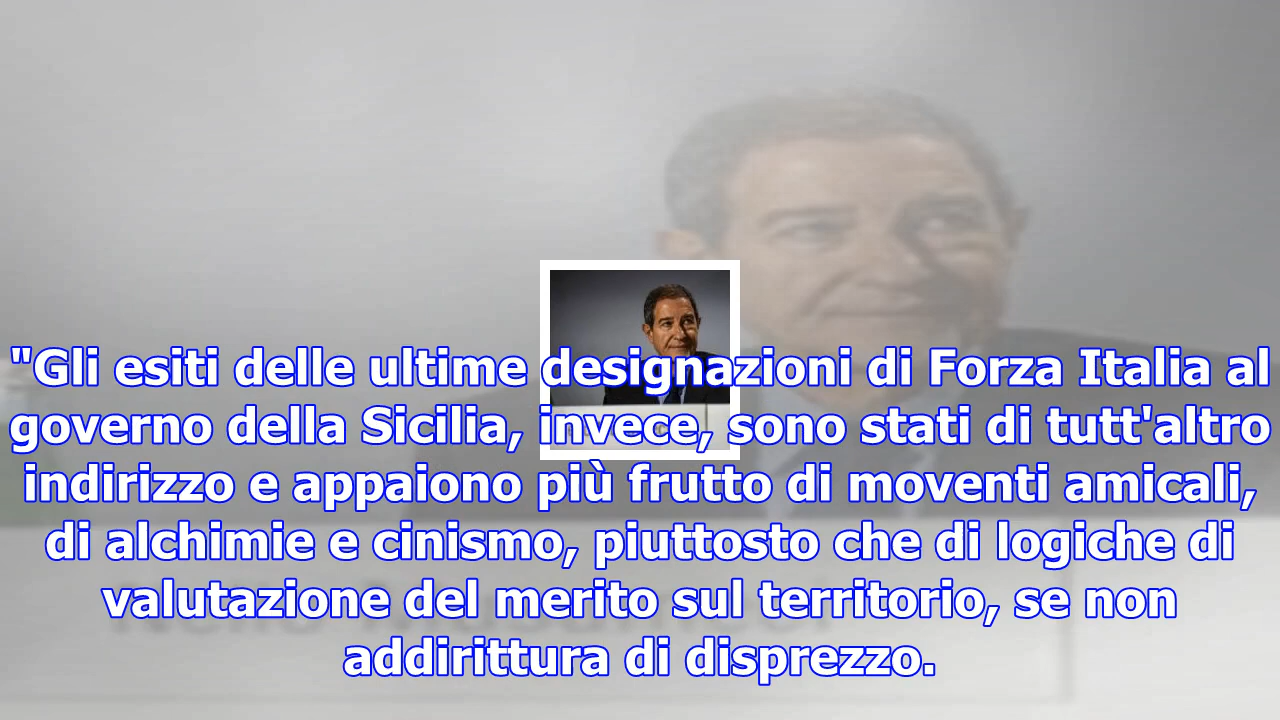 "Gli esiti delle ultime designazioni di Forza Italia al
governo della Sicilia, invece, sono stati di tutt'altro
indirizzo e appaiono più frutto di moventi amicali,
di alchimie e cinismo, piuttosto che di logiche di
valutazione del merito sul territorio, se non
addirittura di disprezzo.